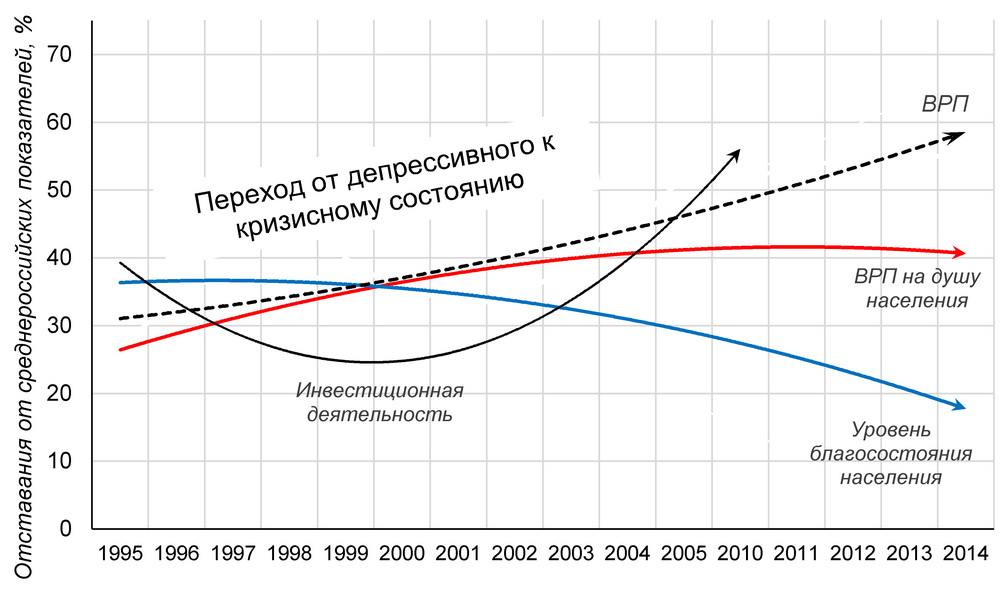 Отставания от среднероссийских показателей, %
70
60
50
40
30
20
10
0
Переход от депрессивного к
кризисному состоянию
ВРП
ВРП на душу
населения
Инвестиционная
деятельность
Уровень
благосостояния
населения
1995 1996 1997 1998 1999 2000 2001 2002 2003 2004 2005 2010 2011 2012 2013 2014